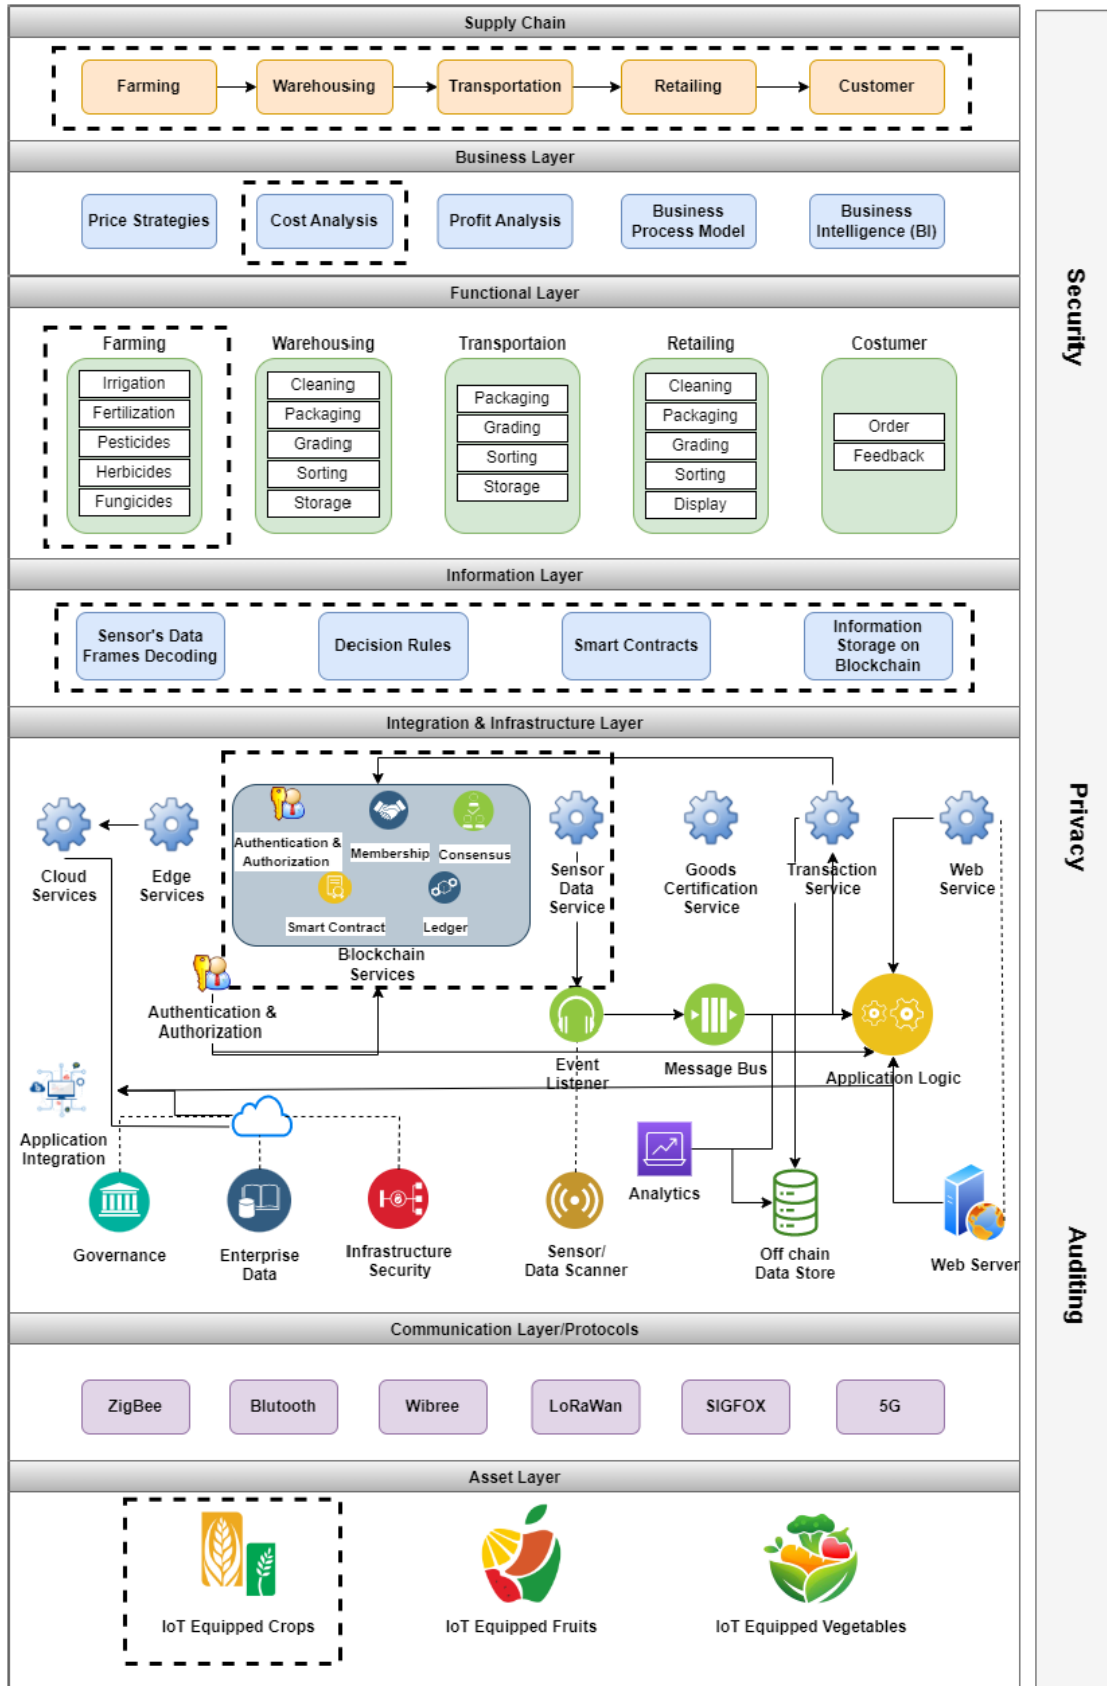 Supply Chain
Farming
Warehousing
Transportation
Retailing
Customer
Business Layer
Price Strategies
Cost Analysis
Profit Analysis
Business
Process Model
Business
Intelligence (BI)
Functional Layer
Farming
Irrigation
Fertilization
Pesticides
Herbicides
Fungicides
Warehousing
Cleaning
Packaging
Grading
Sorting
Storage
Transportaion
Packaging
Grading
Sorting
Storage
Retailing
Cleaning
Packaging
Grading
Sorting
Display
Costumer
Order
Feedback
Information Layer
Sensor's Data
Frames Decoding
Decision Rules
Smart Contracts
Information
Storage on
Blockchain
Integration & Infrastructure Layer
Cloud
Services
Edge
Services
Authentication &
Authorization
Membership
Consensus
Smart Contract
Ledger
Blockchain
Services
Sensor
Data
Service
Goods
Certification
Service
Transaction
Service
Web
Service
Authentication &
Authorization
Event
Listener
Message Bus
Application Logic
Application
Integration
Analytics
Governance
Enterprise
Data
Infrastructure
Security
Sensor/
Data Scanner
Off chain
Data Store
Web Server
Communication Layer/Protocols
ZigBee
Blutooth
Wibree
LoRaWan
SIGFOX
5G
Asset Layer
IoT Equipped Crops
IoT Equipped Fruits
IoT Equipped Vegetables
Security
Privacy
Auditing